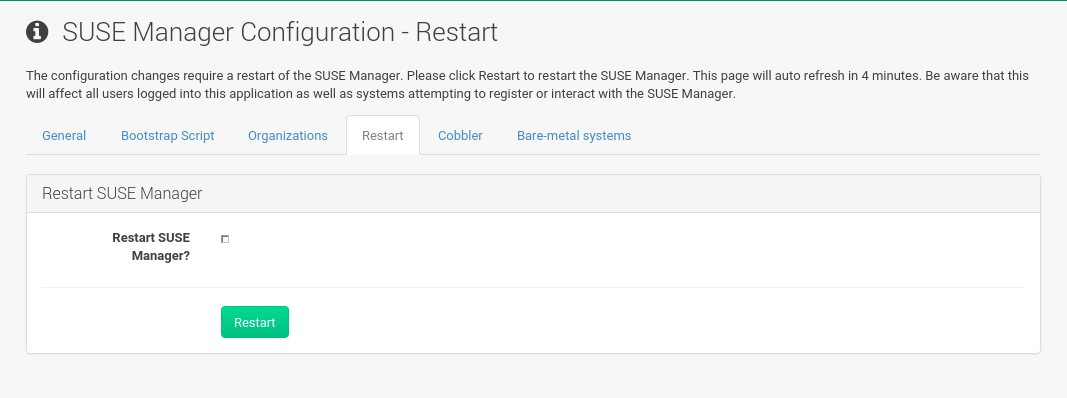 SUSE Manager Configuration - Restart
The configuration changes require a restart of the SUSE Manager. Please click Restart to restart the SUSE Manager. This page will auto refresh in 4 minutes. Be aware that this
will affect all users logged into this application as well as systems attempting to register or interact with the SUSE Manager.
General Bootstrap Script Organizations Restart Cobbler Bare-metal systems
Restart SUSE Manager
Restart SUSE
Manager?
Restart